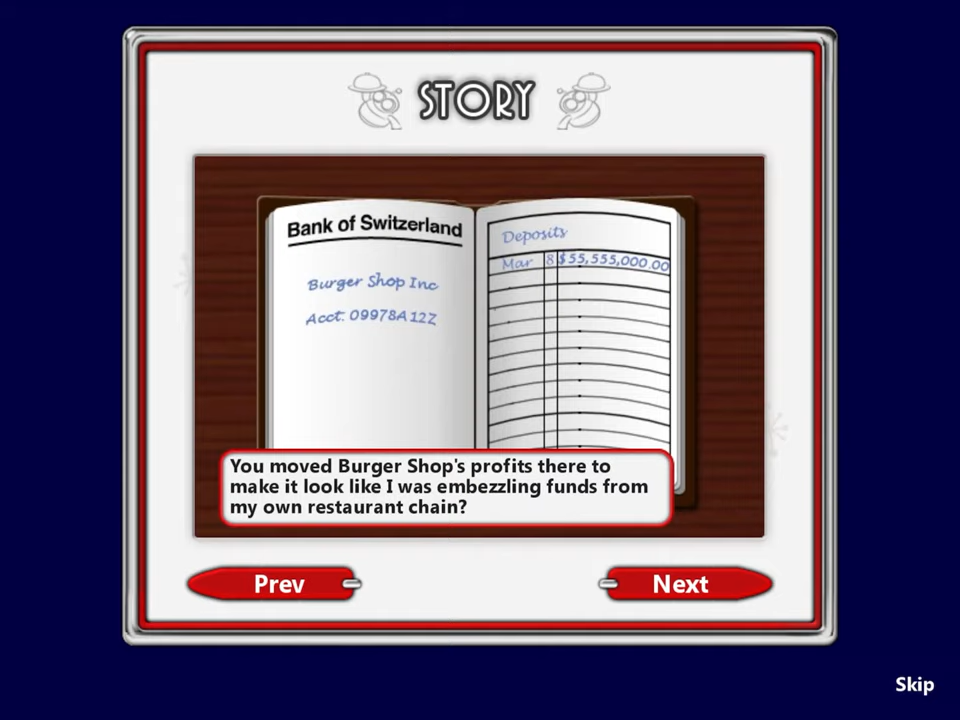 STORY
Bank of Switzerland
Burger Shop Inc
Acct: 09978A12Z
Deposits
Mar 8 $55,555,000.00
You moved Burger Shop's profits there to
make it look like I was embezzling funds from
my own restaurant chain?
Prev
Next
Skip